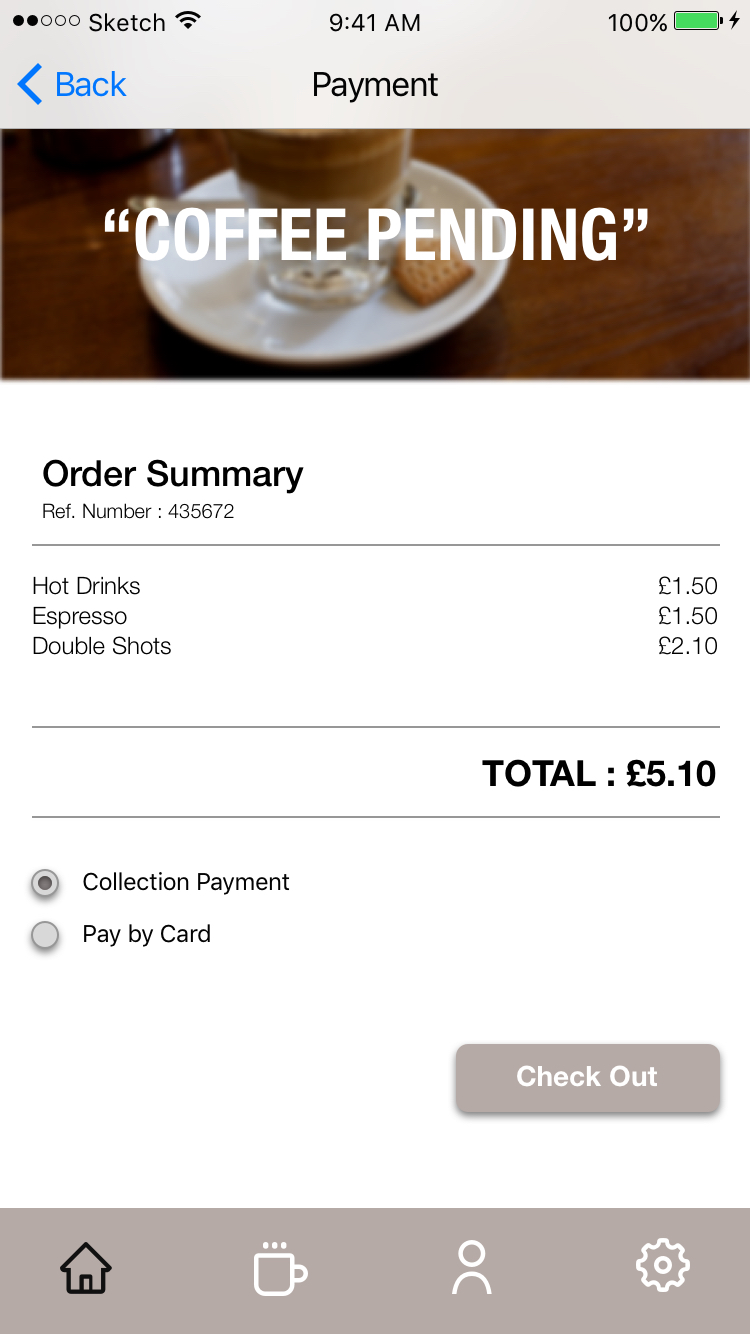 Sketch 9:41 AM 100%
Back Payment
“COFFEE PENDING”
Order Summary
Ref. Number : 435672
Hot Drinks £1.50
Espresso £1.50
Double Shots £2.10
TOTAL : £5.10
Collection Payment
Pay by Card
Check Out